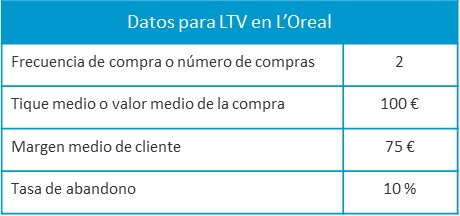 Datos para LTV en L’Oreal
Frecuencia de compra o número de compras 2
Tique medio o valor medio de la compra 100 €
Margen medio de cliente 75 €
Tasa de abandono 10 %